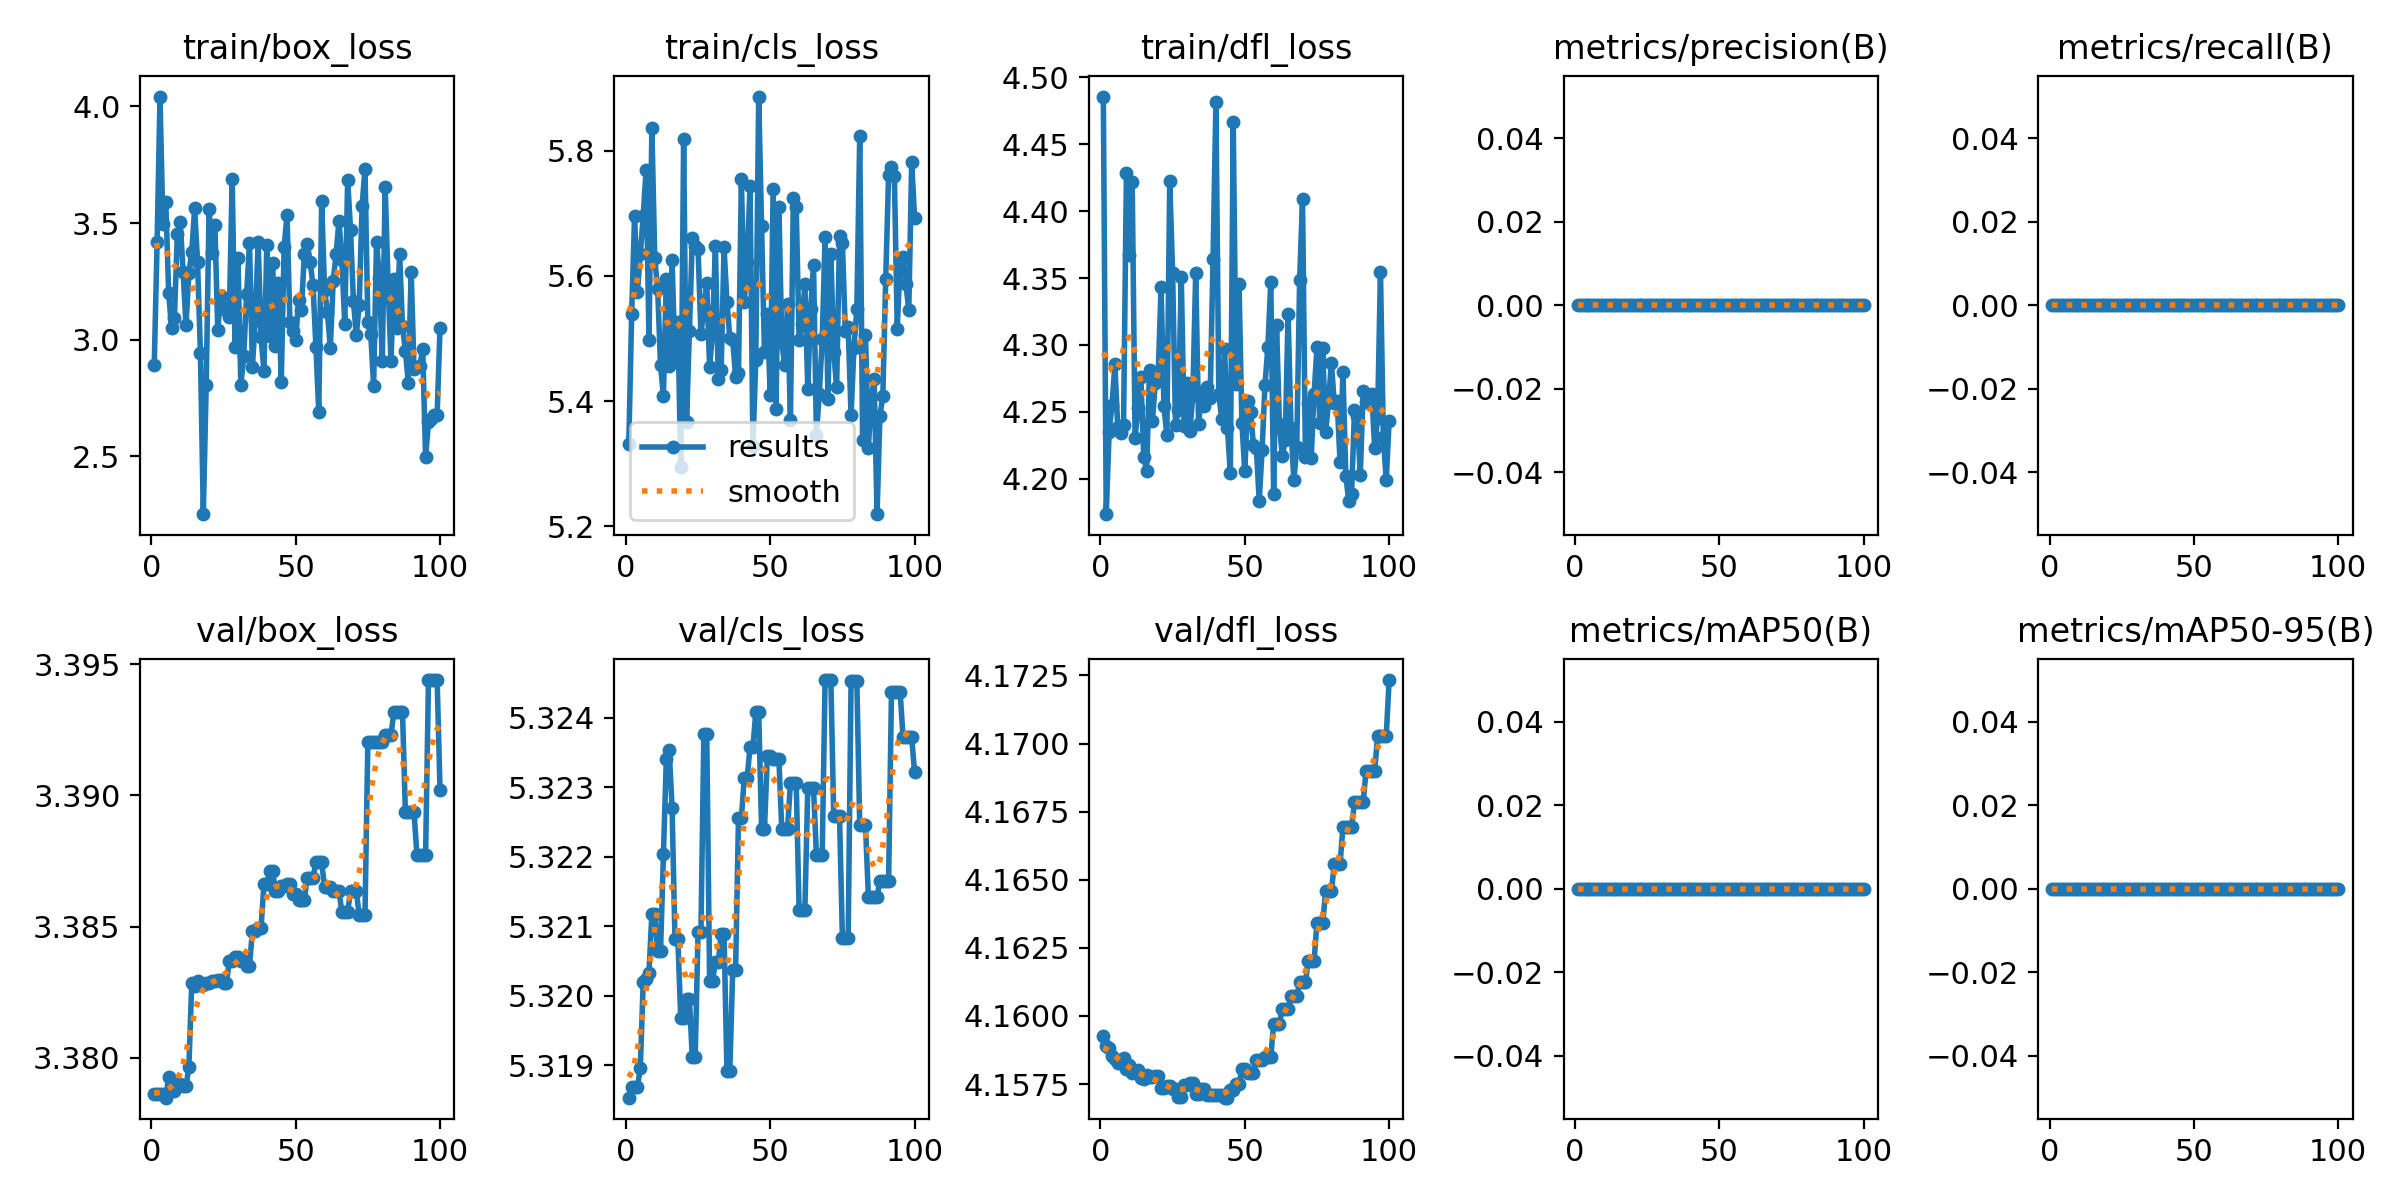 train/box_loss
4.0
3.5
3.0
2.5
0 50 100
train/cls_loss
5.8
5.6
5.4
5.2
results
smooth
0 50 100
train/dfl_loss
4.50
4.45
4.40
4.35
4.30
4.25
4.20
0 50 100
metrics/precision(B)
0.04
0.02
0.00
−0.02
−0.04
0 50 100
metrics/recall(B)
0.04
0.02
0.00
−0.02
−0.04
0 50 100
val/box_loss
3.395
3.390
3.385
3.380
0 50 100
val/cls_loss
5.324
5.323
5.322
5.321
5.320
5.319
0 50 100
val/dfl_loss
4.1725
4.1700
4.1675
4.1650
4.1625
4.1600
4.1575
0 50 100
metrics/mAP50(B)
0.04
0.02
0.00
−0.02
−0.04
0 50 100
metrics/mAP50-95(B)
0.04
0.02
0.00
−0.02
−0.04
0 50 100